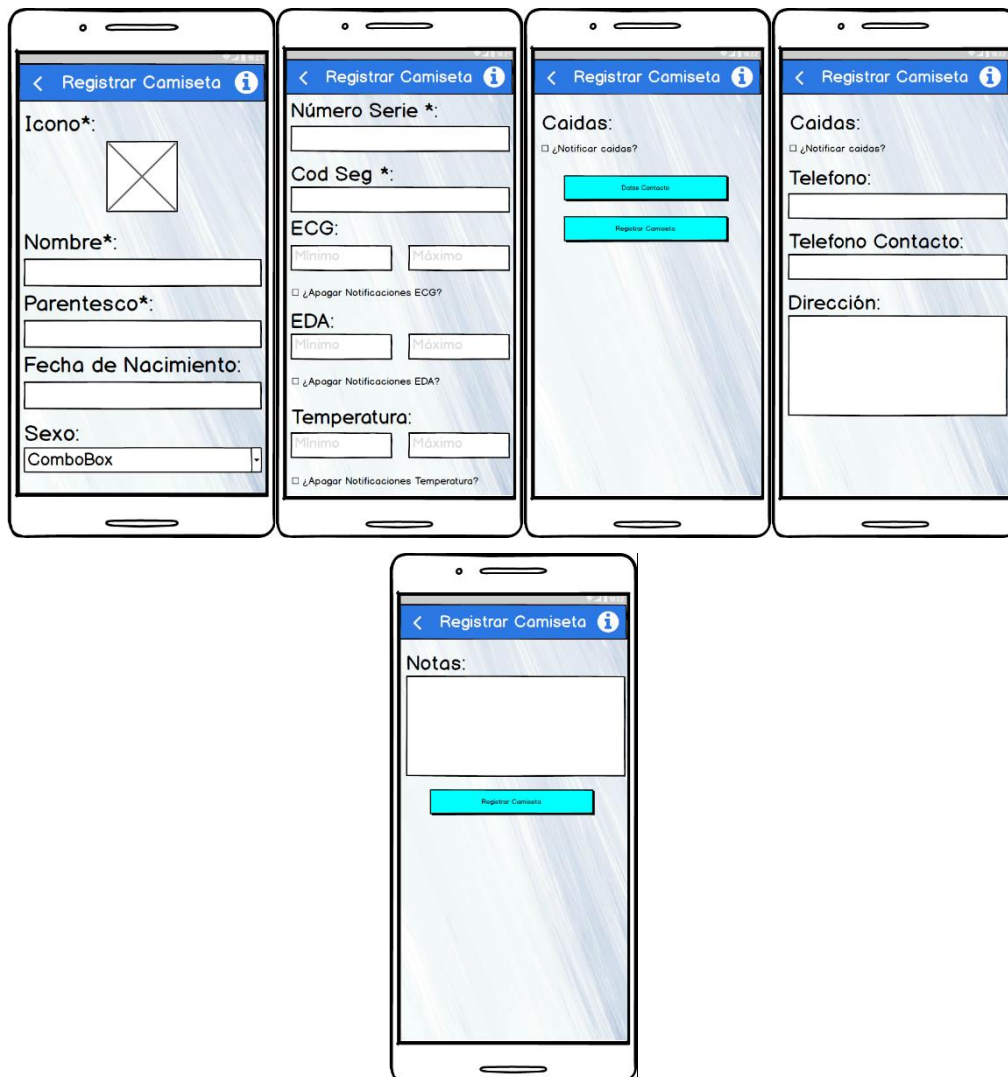 Registrar Camiseta
Icono*:
Nombre*:
Parentesco*:
Fecha de Nacimiento:
Sexo:
ComboBox
Registrar Camiseta
Número Serie *:
Cod Seg *:
ECG:
Mínimo Máximo
¿Apagar Notificaciones ECG?
EDA:
Mínimo Máximo
¿Apagar Notificaciones EDA?
Temperatura:
Mínimo Máximo
¿Apagar Notificaciones Temperatura?
Registrar Camiseta
Caidas:
¿Notificar caidas?
Datos Contacto
Registrar Camiseta
Registrar Camiseta
Caidas:
¿Notificar caidas?
Telefono:
Telefono Contacto:
Dirección:
Registrar Camiseta
Notas:
Registrar Camiseta